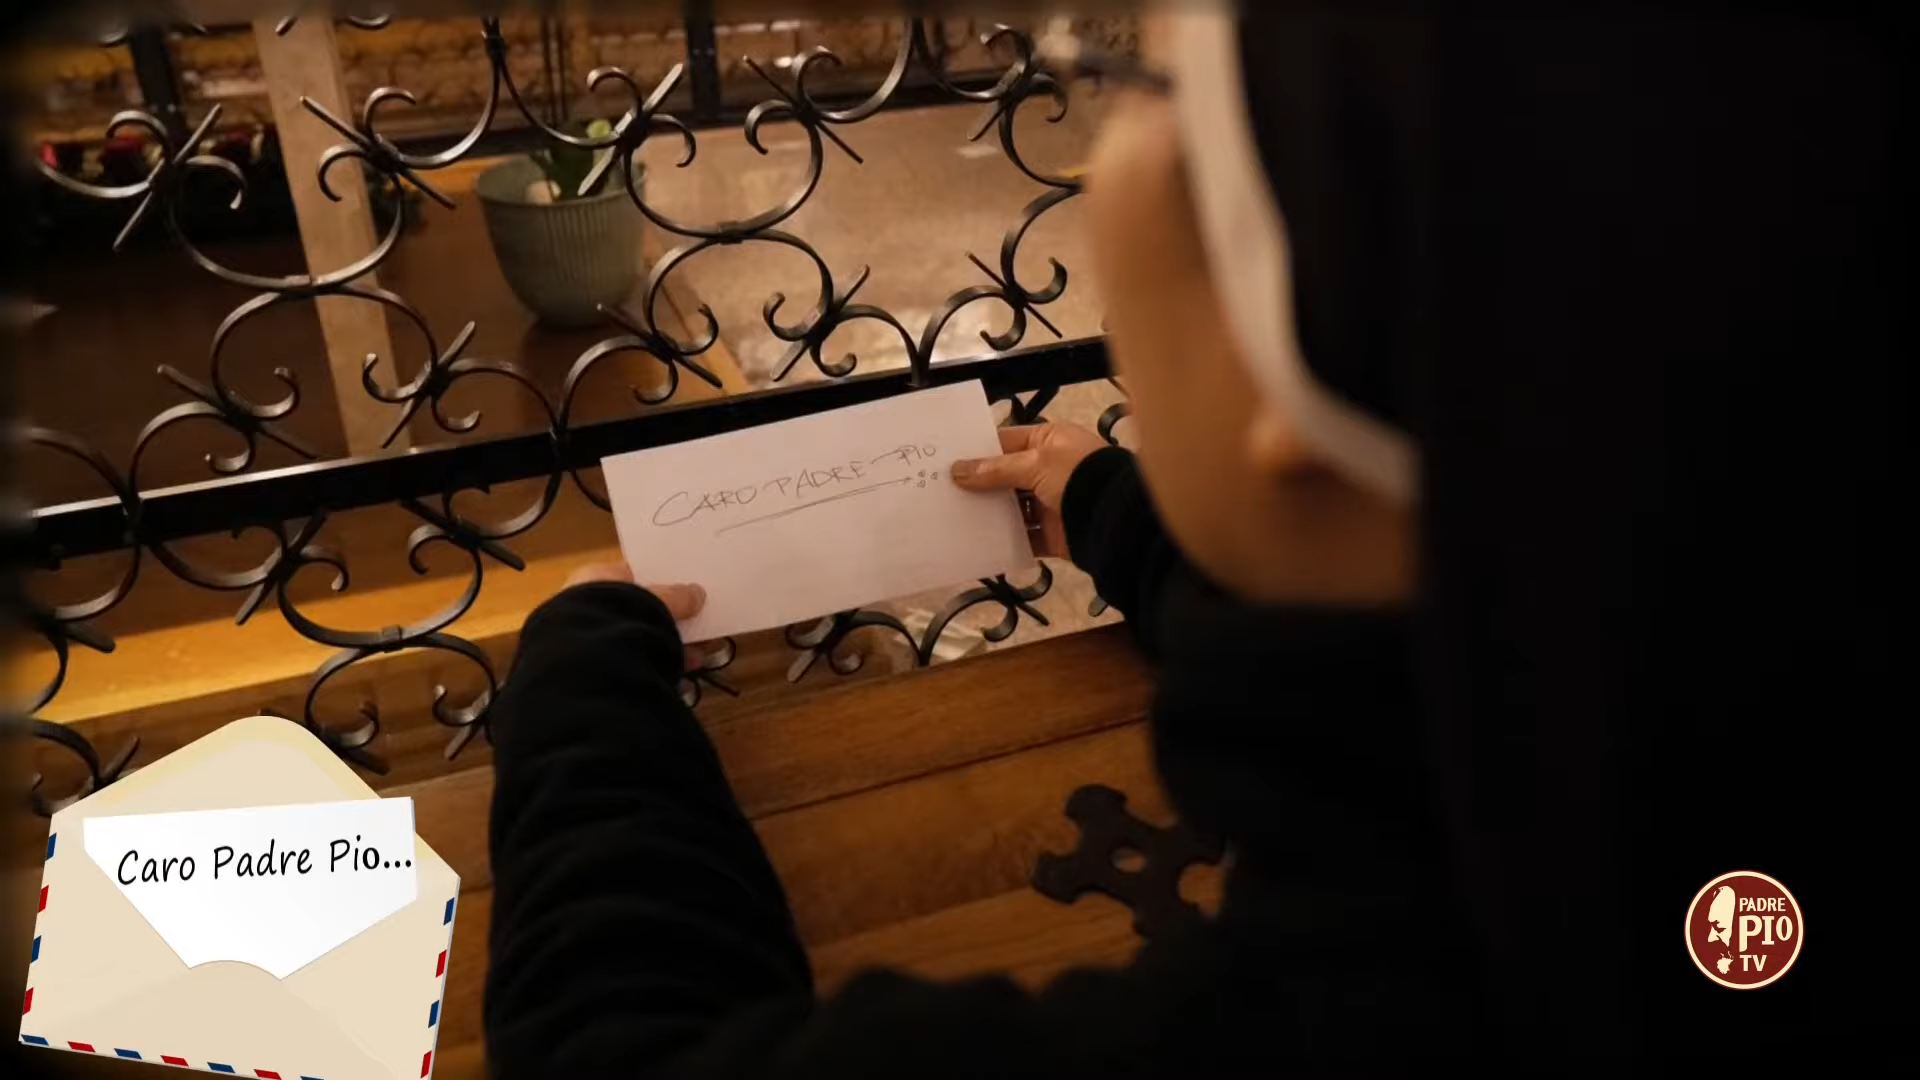 CARO PADRE PIO
Caro Padre Pio...
PADRE
PIO
TV